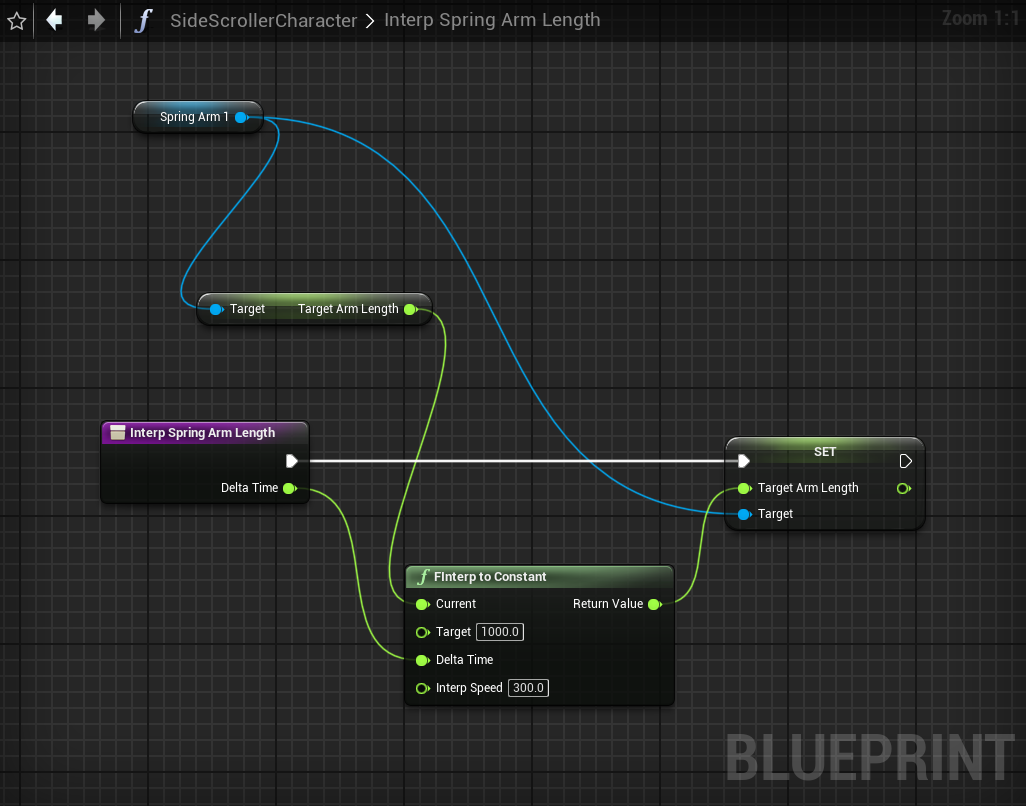 f SideScrollerCharacter > Interp Spring Arm Length
Zoom 1:1
Spring Arm 1
Target Target Arm Length
Interp Spring Arm Length
Delta Time
SET
Target Arm Length
Target
f FInterp to Constant
Current Return Value
Target 1000.0
Delta Time
Interp Speed 300.0
BLUEPRINT